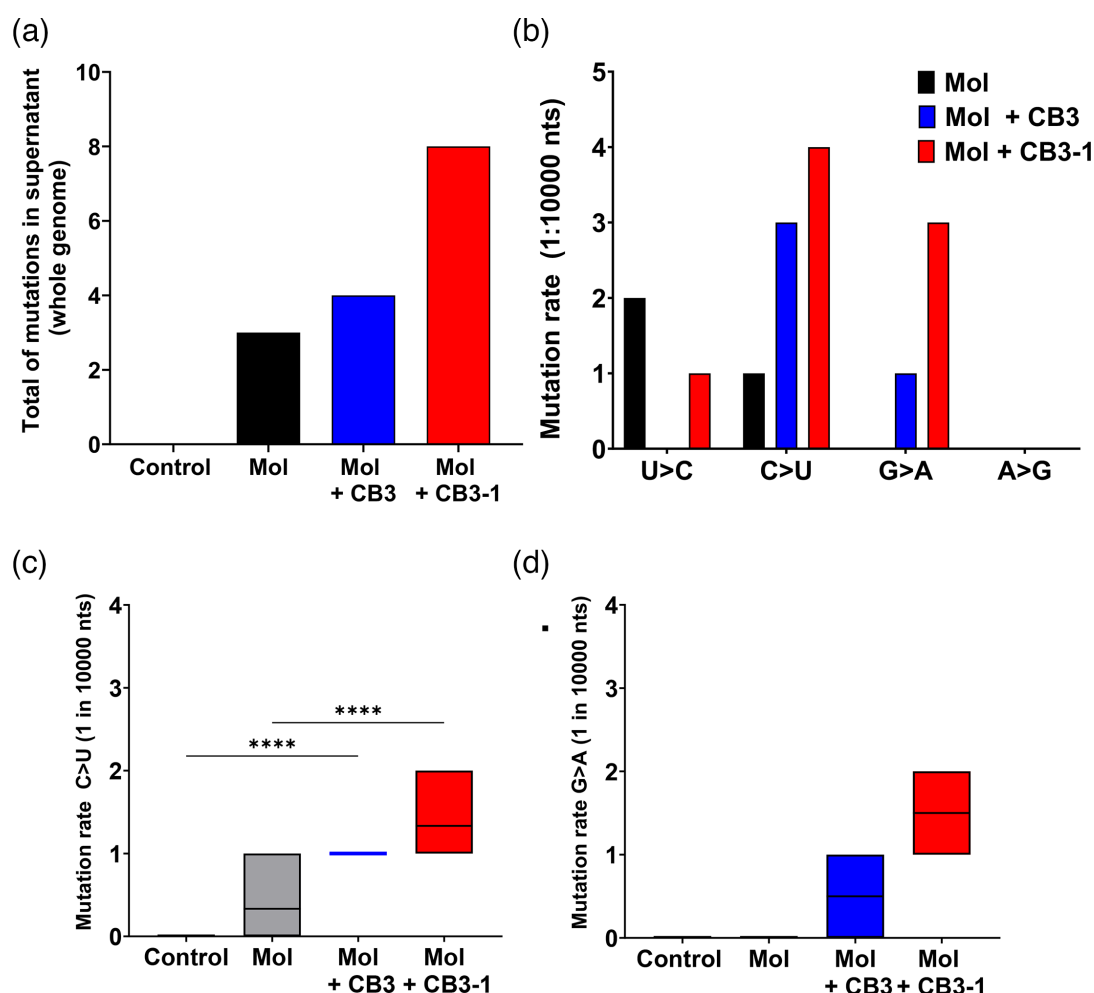 (a)
Total of mutations in supernatant
(whole genome)
10
8
6
4
2
0
Control
Mol
Mol
+ CB3
Mol
+ CB3-1
(b)
Mutation rate (1:10000 nts)
5
4
3
2
1
0
Mol
Mol + CB3
Mol + CB3-1
U>C
C>U
G>A
A>G
(c)
Mutation rate C>U (1 in 10000 nts)
4
3
2
1
0
****
****
Control
Mol
Mol
+ CB3
Mol
+ CB3-1
(d)
Mutation rate G>A (1 in 10000 nts)
4
3
2
1
0
Control
Mol
Mol
+ CB3
Mol
+ CB3-1